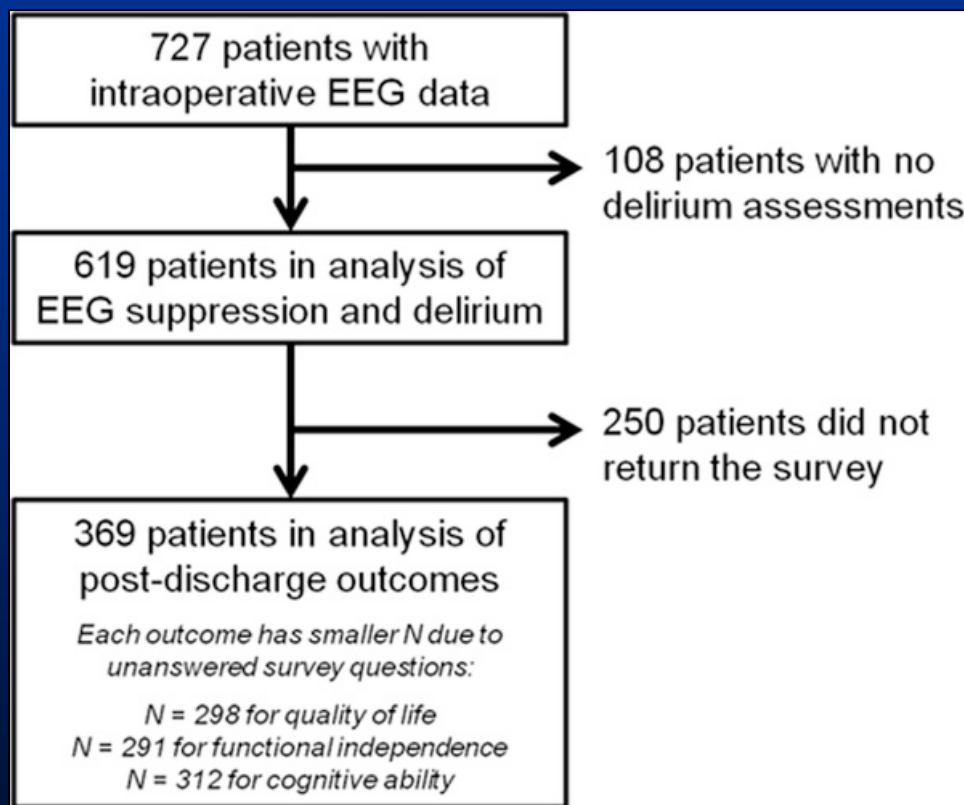 727 patients with
intraoperative EEG data
108 patients with no
delirium assessments
619 patients in analysis of
EEG suppression and delirium
250 patients did not
return the survey
369 patients in analysis of
post-discharge outcomes
Each outcome has smaller N due to
unanswered survey questions:
N = 298 for quality of life
N = 291 for functional independence
N = 312 for cognitive ability